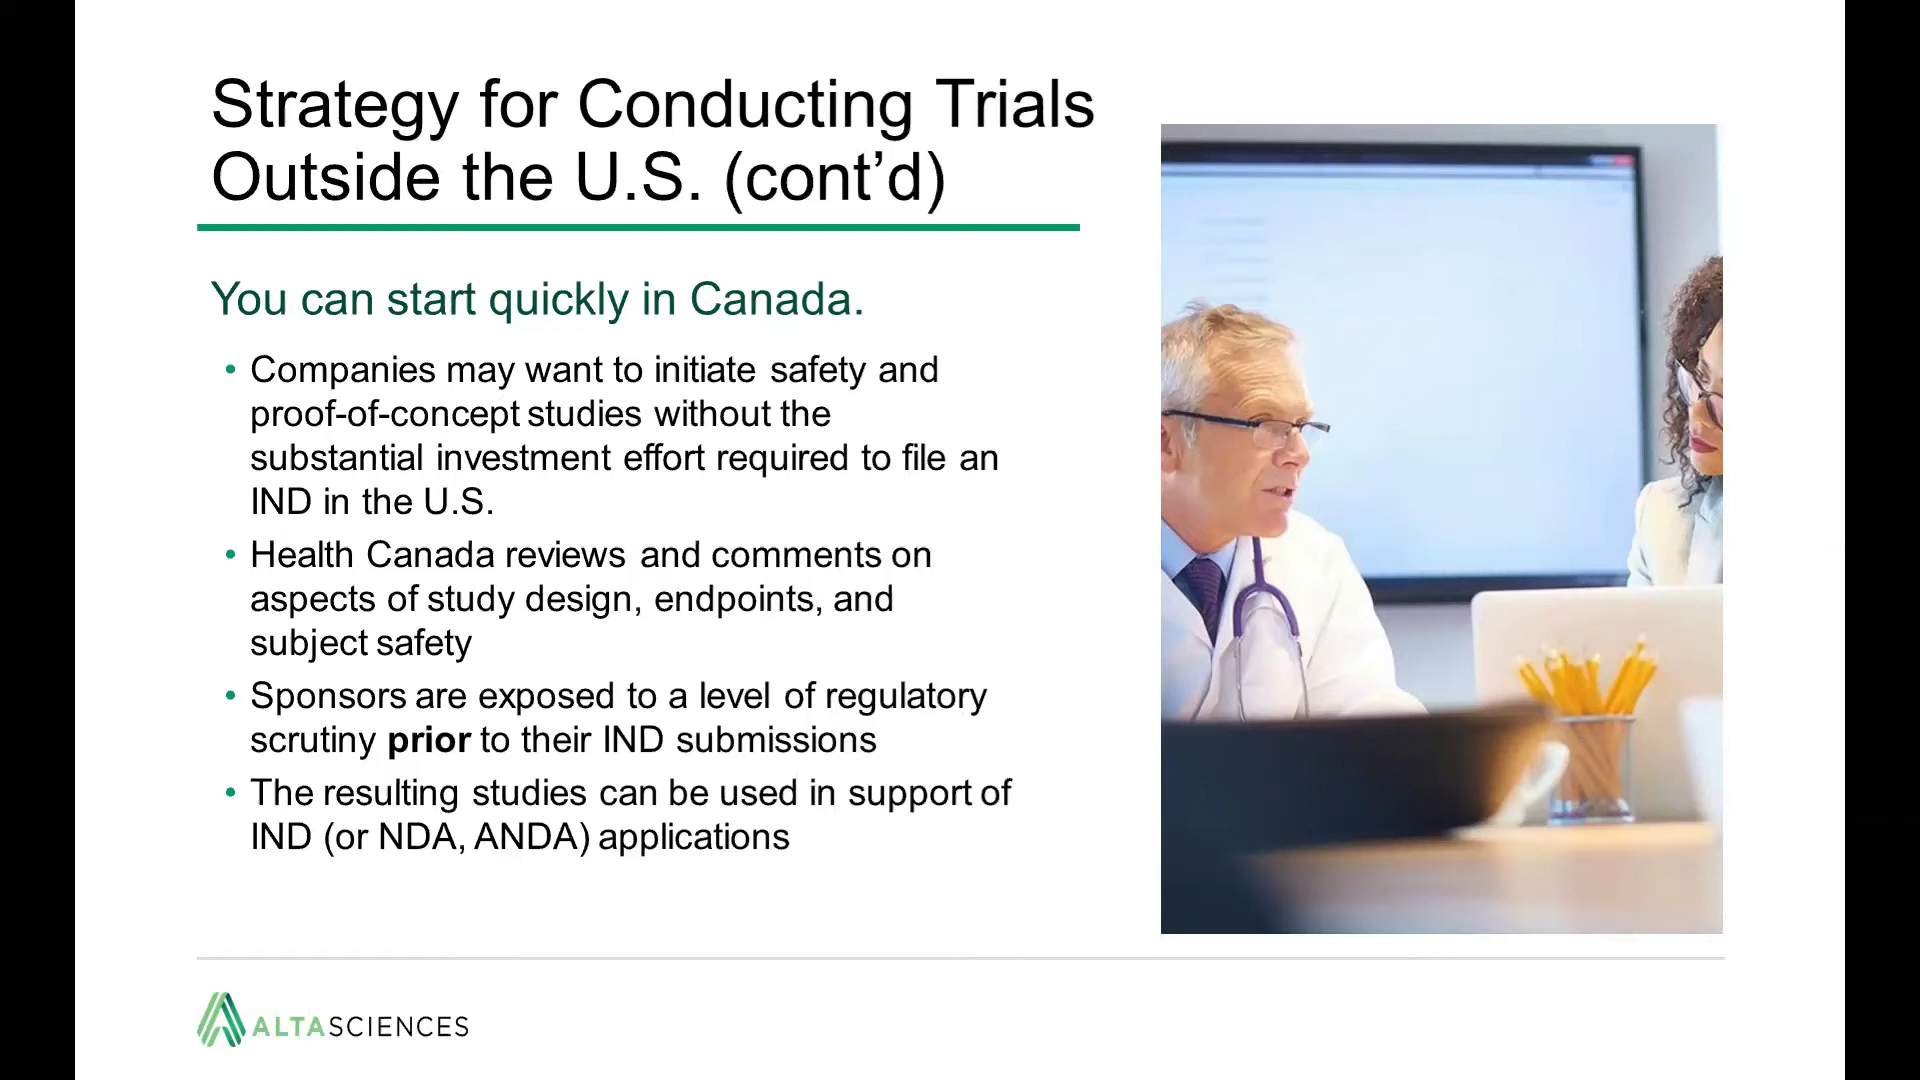 Strategy for Conducting Trials
Outside the U.S. (cont’d)
You can start quickly in Canada.
• Companies may want to initiate safety and
proof-of-concept studies without the
substantial investment effort required to file an
IND in the U.S.
• Health Canada reviews and comments on
aspects of study design, endpoints, and
subject safety
• Sponsors are exposed to a level of regulatory
scrutiny prior to their IND submissions
• The resulting studies can be used in support of
IND (or NDA, ANDA) applications
ALTASCIENCES